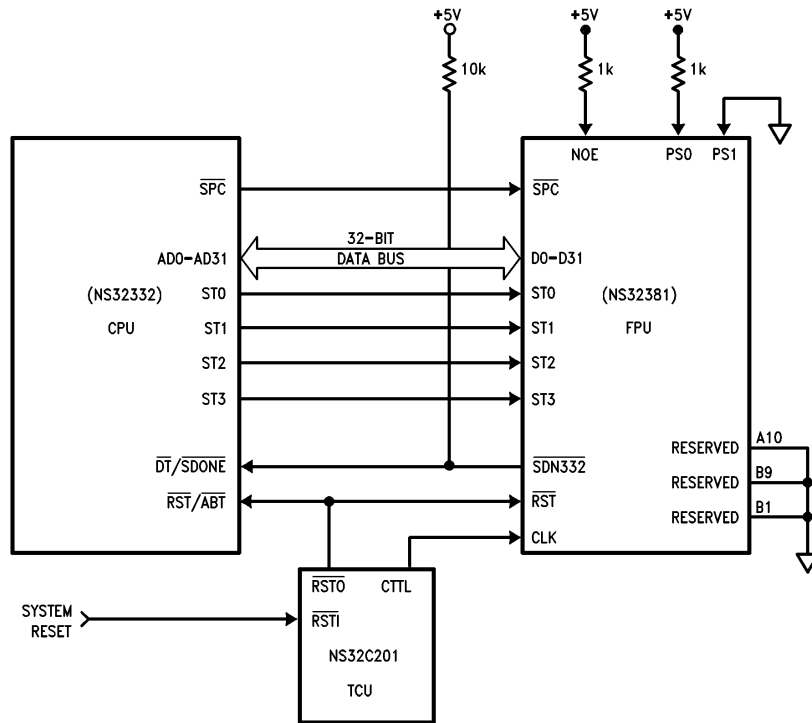 +5V
+5V
+5V
10k
1k
1k
NOE
PS0
PS1
SPC
SPC
32-BIT
AD0-AD31
DATA BUS
D0-D31
ST0
ST0
(NS32332)
(NS32381)
CPU
FPU
ST1
ST1
ST2
ST2
ST3
ST3
A10
RESERVED
DT/SDONE
SDN332
B9
RESERVED
RST/ABT
RST
B1
RESERVED
CLK
RSTO
CTTL
SYSTEM
RESET
RSTI
NS32C201
TCU